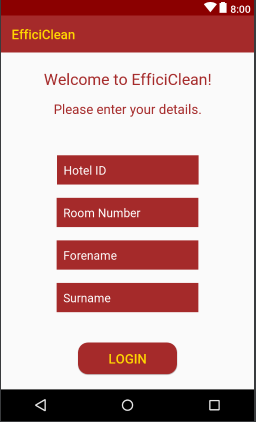 8:00
EfficiClean
Welcome to EfficiClean!
Please enter your details.
Hotel ID
Room Number
Forename
Surname
LOGIN